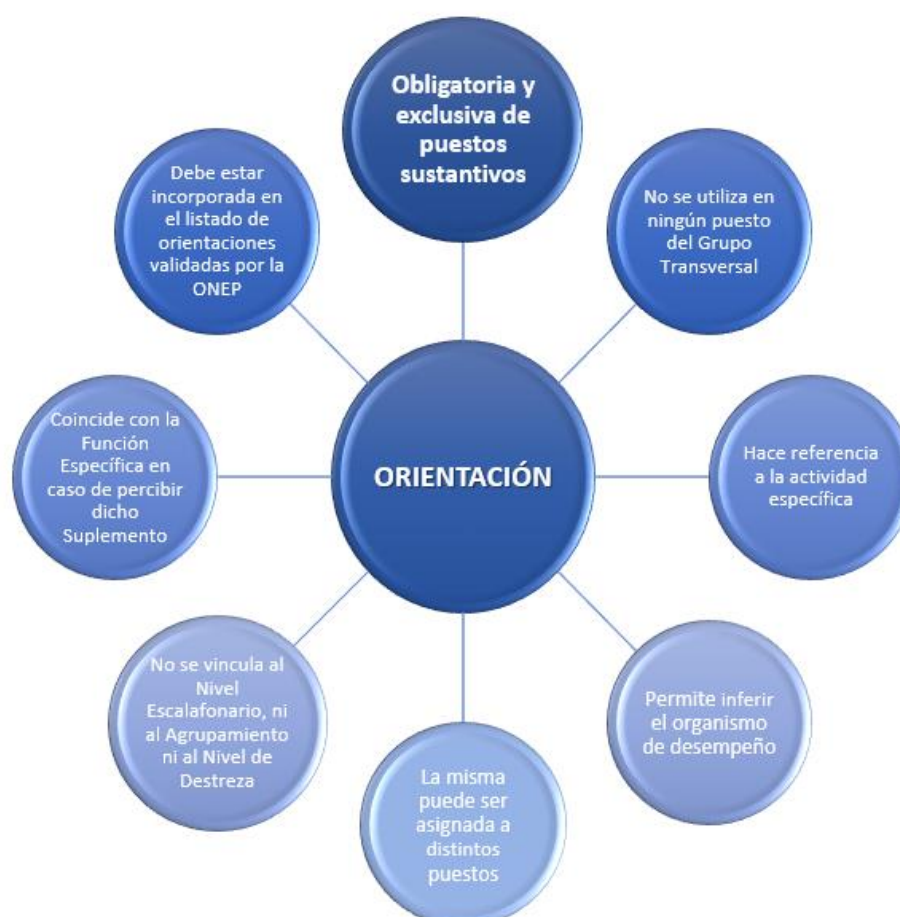 Obligatoria y
exclusiva de
puestos
sustantivos
No se utiliza en
ningún puesto
del Grupo
Transversal
Hace referencia
a la actividad
específica
Permite inferir
el organismo
de desempeño
La misma
puede ser
asignada a
distintos
puestos
No se vincula al
Nivel
Escalafonario, ni
al Agrupamiento
ni al Nivel de
Destreza
Coincide con la
Función
Específica en
caso de percibir
dicho
Suplemento
Debe estar
incorporada en
el listado de
orientaciones
validadas por la
ONEP
ORIENTACIÓN